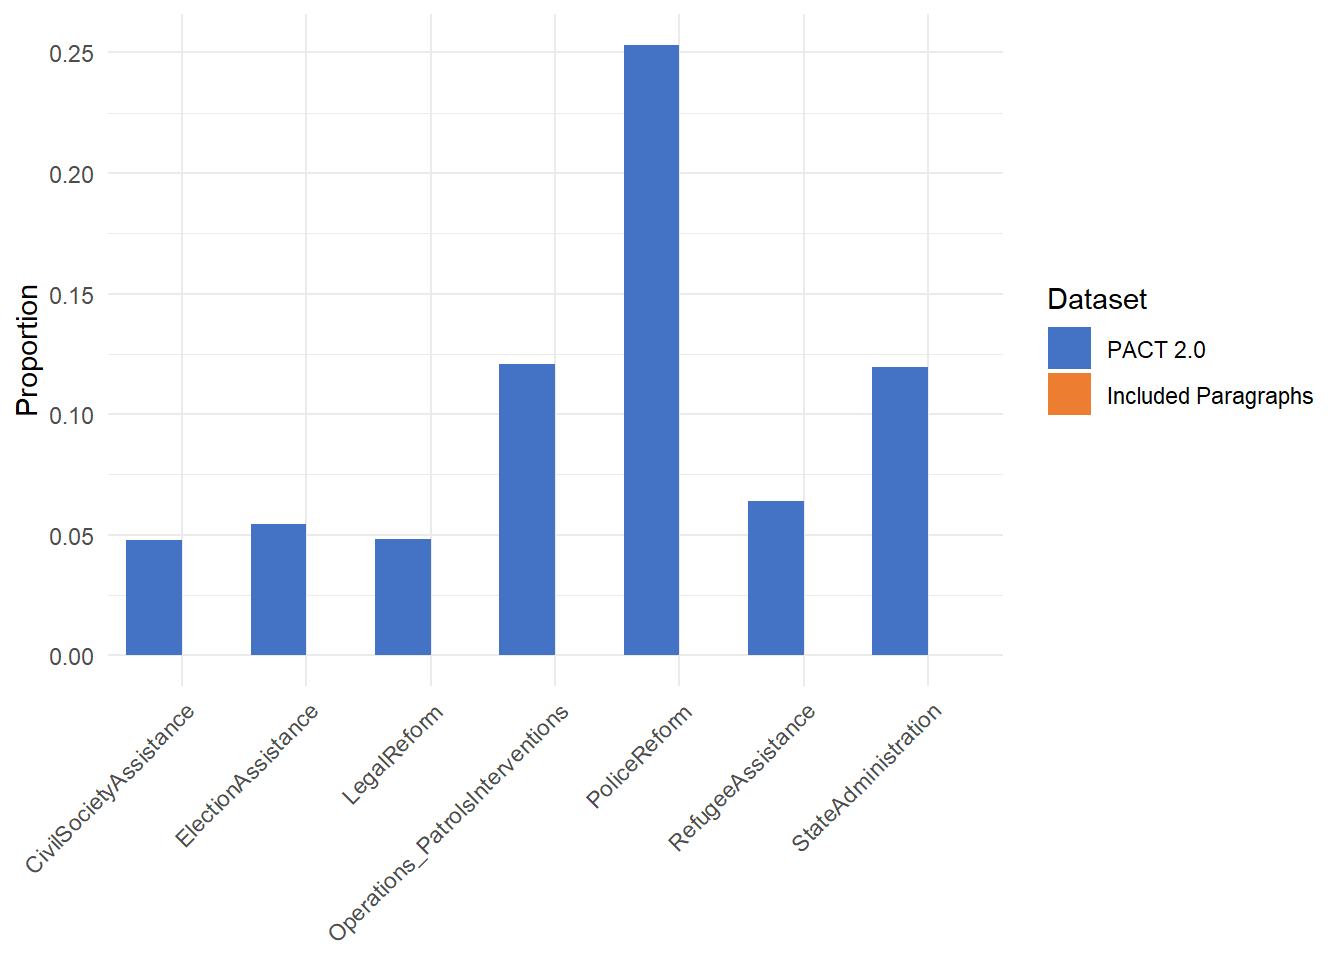 Proportion
0.25
0.20
0.15
0.10
0.05
0.00
CivilSocietyAssistance
ElectionAssistance
LegalReform
Operations_PatrolsInterventions
PoliceReform
RefugeeAssistance
StateAdministration
Dataset
PACT 2.0
Included Paragraphs